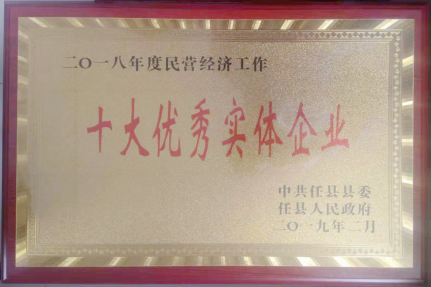 二〇一八年度民营经济工作
十大优秀实体企业
中共任县县委
任县人民政府
二〇一九年二月